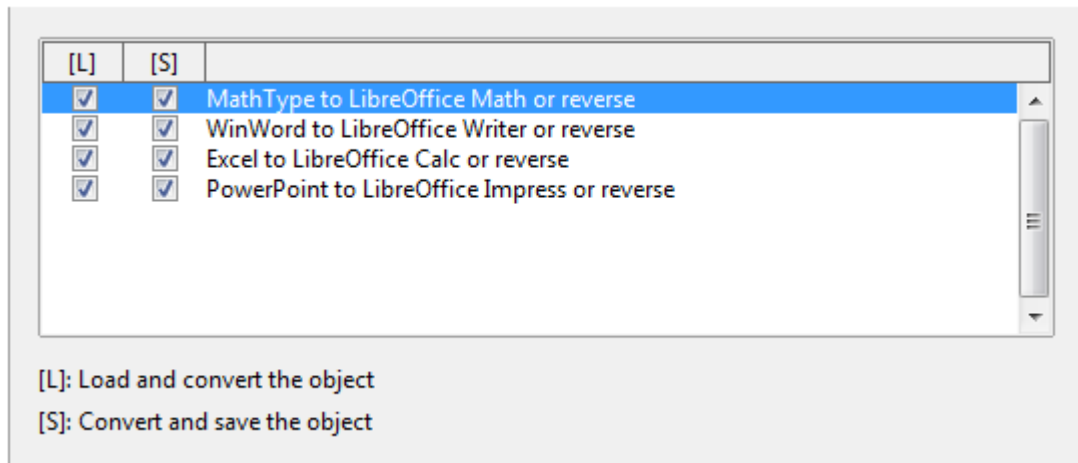 [L] [S]
MathType to LibreOffice Math or reverse
WinWord to LibreOffice Writer or reverse
Excel to LibreOffice Calc or reverse
PowerPoint to LibreOffice Impress or reverse
[L]: Load and convert the object
[S]: Convert and save the object